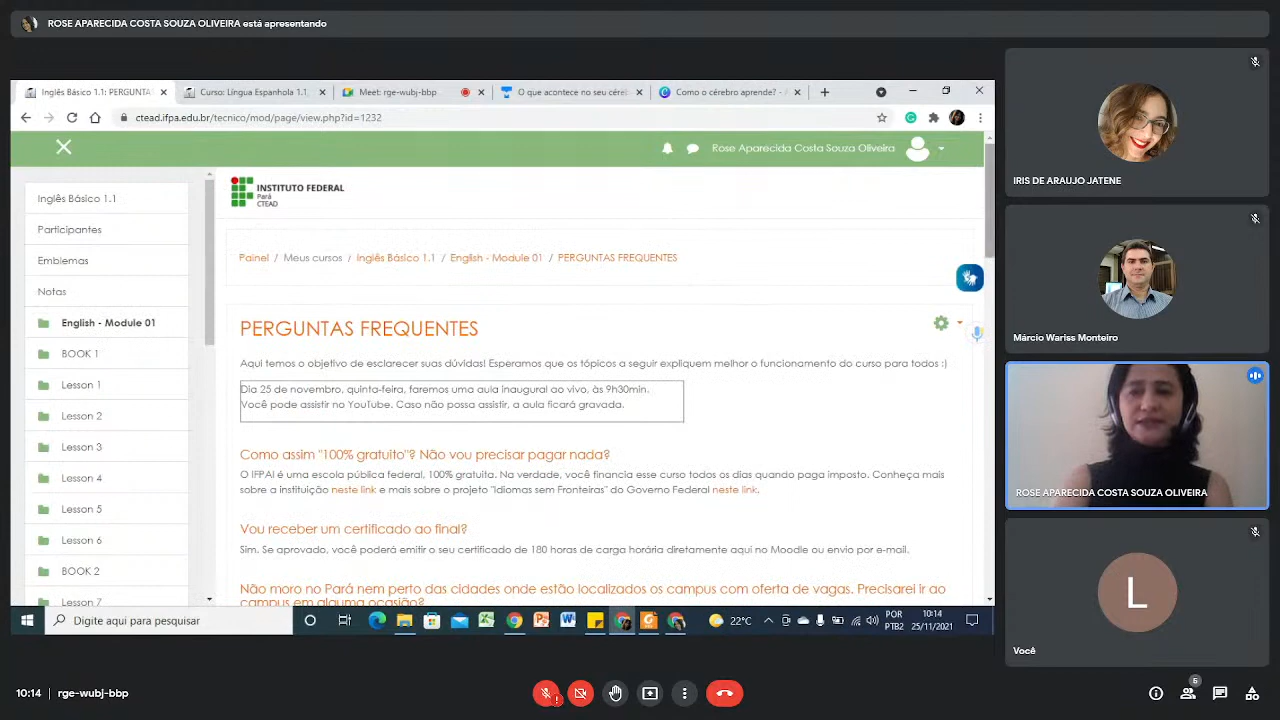 ROSE APARECIDA COSTA SOUZA OLIVEIRA está apresentando
Inglês Básico 1.1: PERGUNTA
Curso: Língua Espanhola 1.1,
Meet: rge-wubj-bbp
O que acontece no seu céreb
Como o cérebro aprende? - A
ctead.ifpa.edu.br/tecnico/mod/page/view.php?id=1232
Rose Aparecida Costa Souza Oliveira
INSTITUTO FEDERAL
Pará
CTEAD
Inglês Básico 1.1
Participantes
Emblemas
Notas
English - Module 01
BOOK 1
Lesson 1
Lesson 2
Lesson 3
Lesson 4
Lesson 5
Lesson 6
BOOK 2
Lesson 7
Painel / Meus cursos / Inglês Básico 1.1 / English - Module 01 / PERGUNTAS FREQUENTES
PERGUNTAS FREQUENTES
Aqui temos o objetivo de esclarecer suas dúvidas! Esperamos que os tópicos a seguir expliquem melhor o funcionamento do curso para todos :)
Dia 25 de novembro, quinta-feira, faremos uma aula inaugural ao vivo, às 9h30min.
Você pode assistir no YouTube. Caso não possa assistir, a aula ficará gravada.
Como assim "100% gratuito"? Não vou precisar pagar nada?
O IFPAI é uma escola pública federal, 100% gratuita. Na verdade, você financia esse curso todos os dias quando paga imposto. Conheça mais
sobre a instituição neste link e mais sobre o projeto "Idiomas sem Fronteiras" do Governo Federal neste link.
Vou receber um certificado ao final?
Sim. Se aprovado, você poderá emitir o seu certificado de 180 horas de carga horária diretamente aqui no Moodle ou envio por e-mail.
Não moro no Pará nem perto das cidades onde estão localizados os campus com oferta de vagas. Precisarei ir ao
campus em alguma ocasião?
Digite aqui para pesquisar
22°C
POR
PTB2
10:14
25/11/2021
IRIS DE ARAUJO JATENE
Márcio Wariss Monteiro
ROSE APARECIDA COSTA SOUZA OLIVEIRA
L
Você
10:14 | rge-wubj-bbp
5